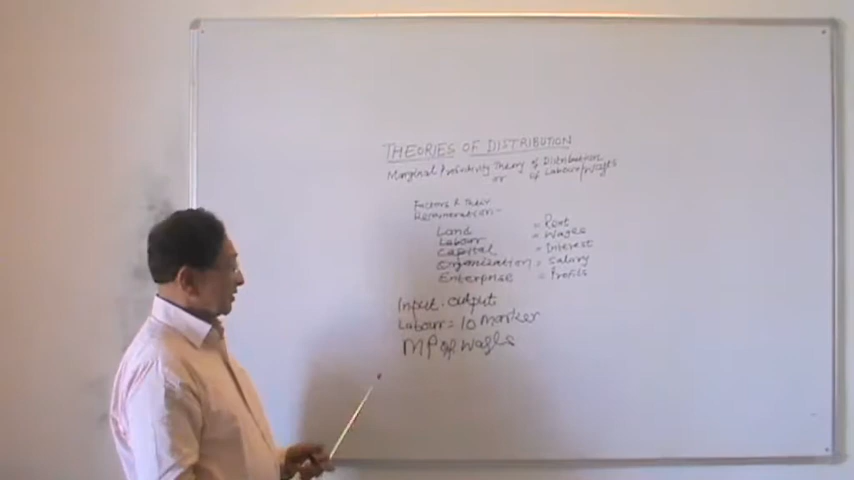 THEORIES OF DISTRIBUTION
Marginal Productivity Theory of Distribution
or of Labour/Wages
Factors & Their
Remuneration:-
Land = Rent
Labour = Wages
Capital = Interest
Organization = Salary
Enterprise = Profits
Input : output
Labour = 10 Marker
MP of Wages